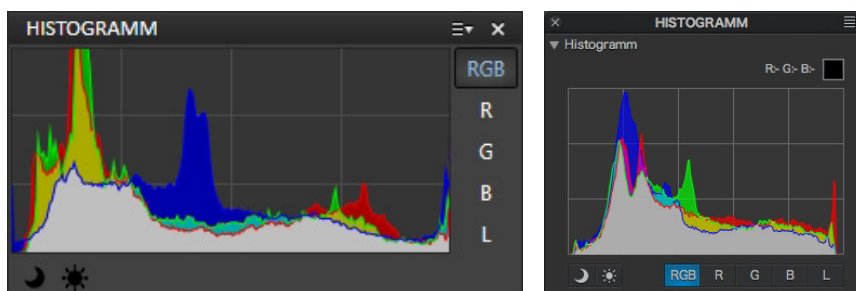 HISTOGRAMM
RGB
R
G
B
L
HISTOGRAMM
Histogramm
R:- G:- B:-
RGB R G B L